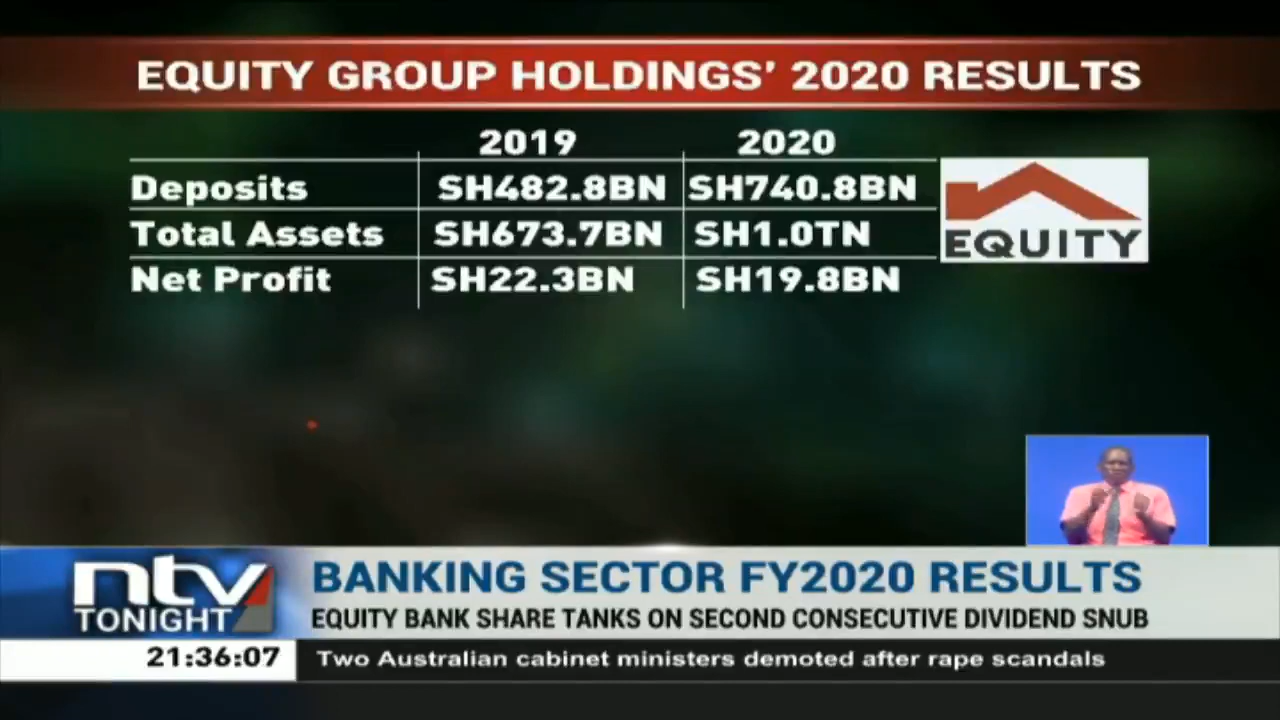 EQUITY GROUP HOLDINGS' 2020 RESULTS
2019 2020
Deposits SH482.8BN SH740.8BN
Total Assets SH673.7BN SH1.0TN
Net Profit SH22.3BN SH19.8BN
EQUITY
ntv TONIGHT
BANKING SECTOR FY2020 RESULTS
EQUITY BANK SHARE TANKS ON SECOND CONSECUTIVE DIVIDEND SNUB
21:36:07 Two Australian cabinet ministers demoted after rape scandals